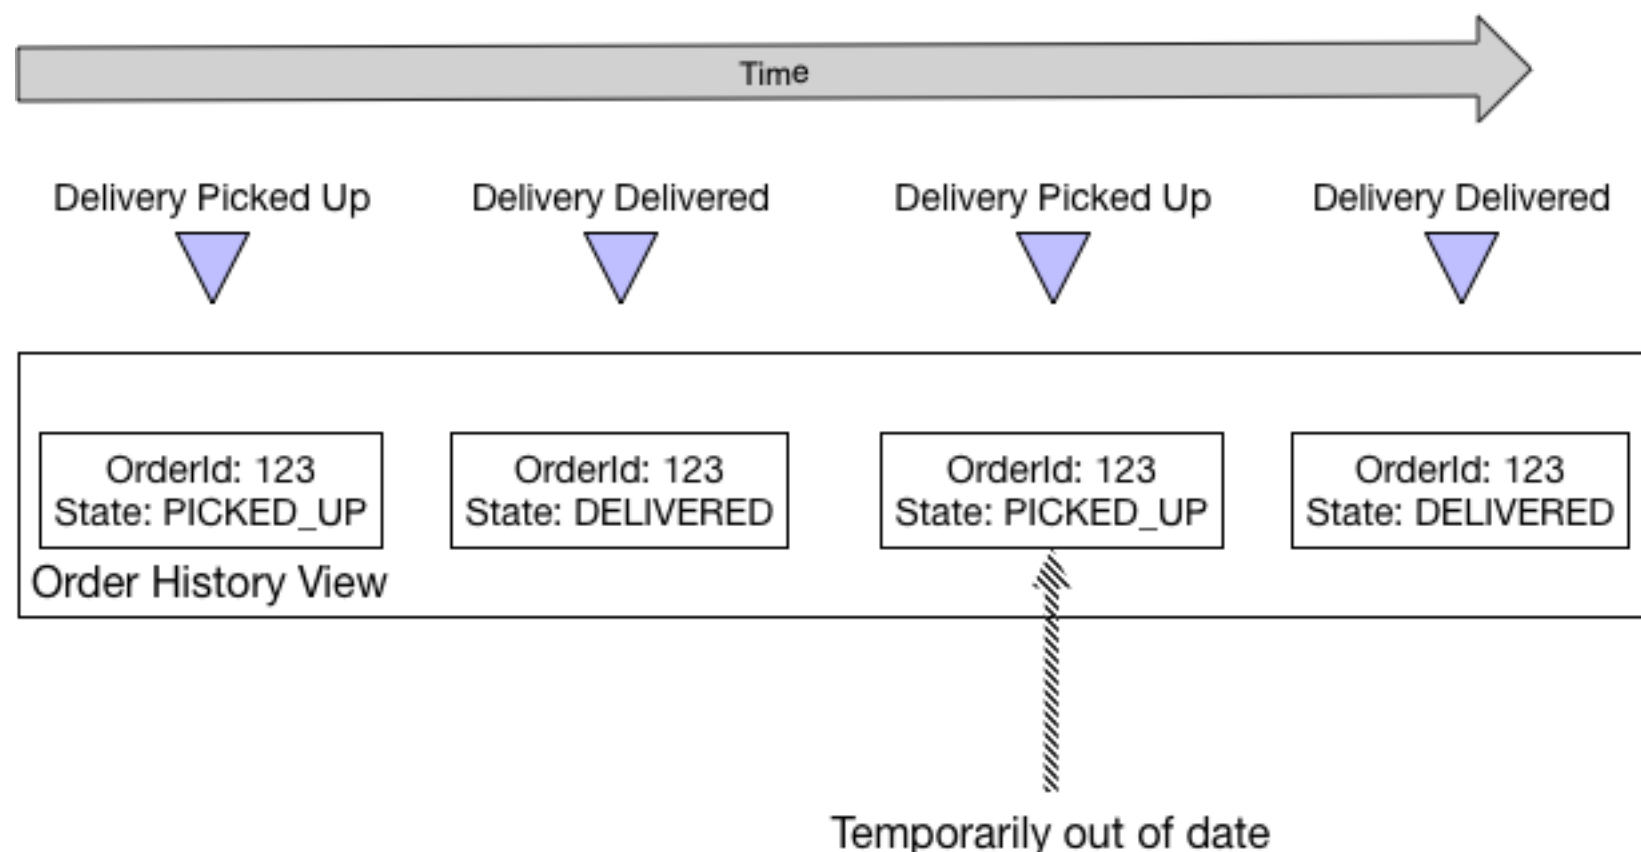 Time
Delivery Picked Up
Delivery Delivered
Delivery Picked Up
Delivery Delivered
OrderId: 123
State: PICKED_UP
OrderId: 123
State: DELIVERED
OrderId: 123
State: PICKED_UP
OrderId: 123
State: DELIVERED
Order History View
Temporarily out of date